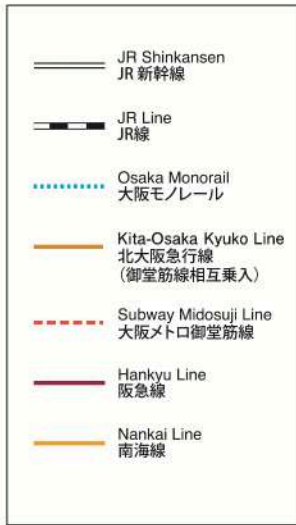 JR Shinkansen
JR 新幹線
JR Line
JR線
Osaka Monorail
大阪モノレール
Kita-Osaka Kyuko Line
北大阪急行線
（御堂筋線相互乗入）
Subway Midosuji Line
大阪メトロ御堂筋線
Hankyu Line
阪急線
Nankai Line
南海線